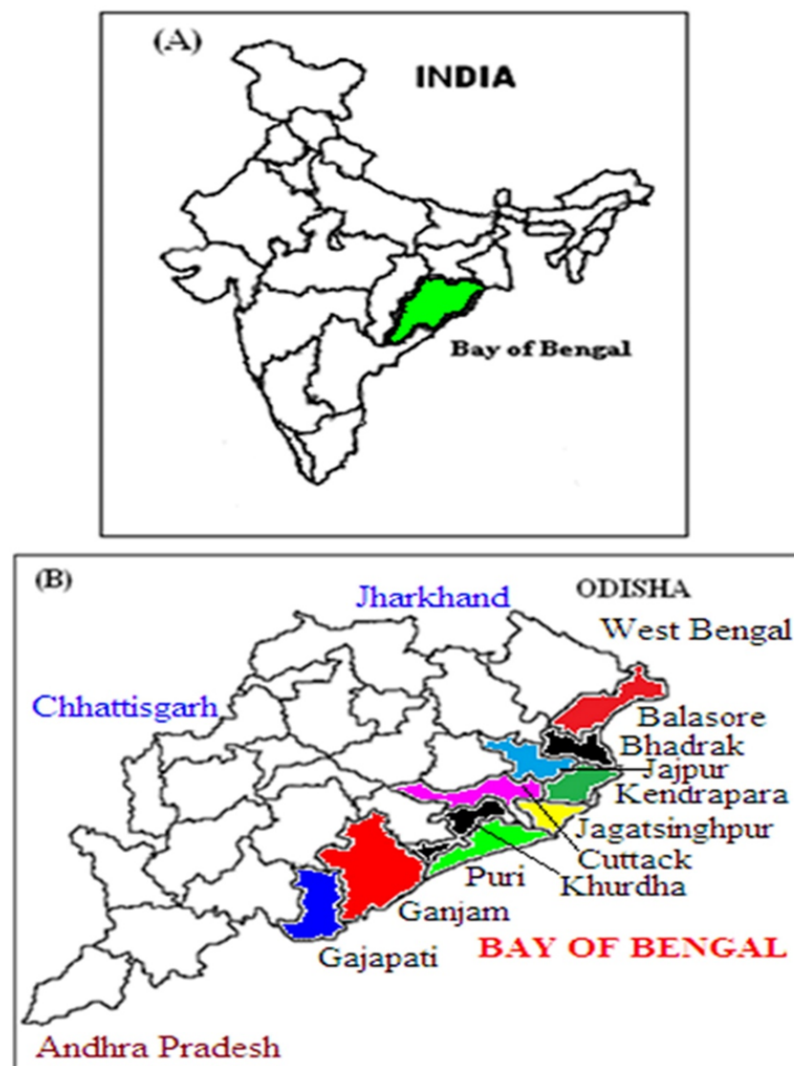 (A)
INDIA
Bay of Bengal
(B)
ODISHA
Jharkhand
West Bengal
Chhattisgarh
Balasore
Bhadrak
Jajpur
Kendrapara
Jagatsinghpur
Cuttack
Khurdha
Puri
Ganjam
Gajapati
BAY OF BENGAL
Andhra Pradesh